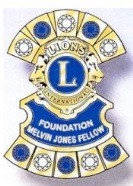 LIONS
L
INTERNATIONAL
FOUNDATION
MELVIN JONES FELLOW